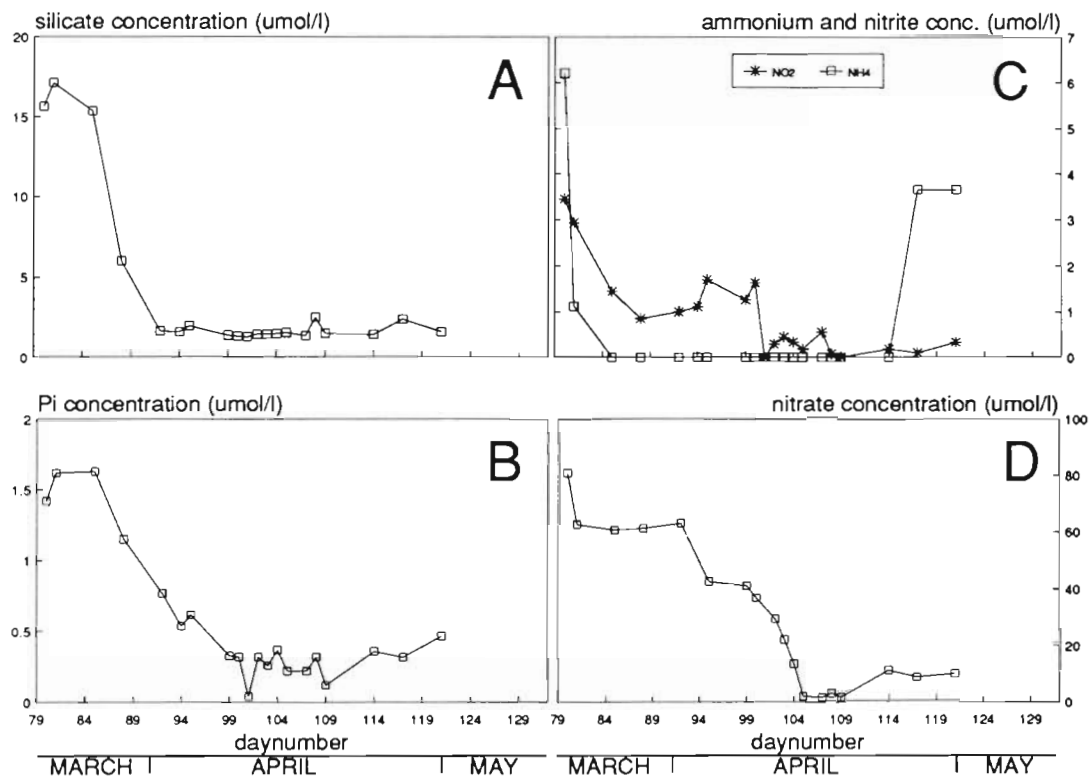 silicate concentration (umol/l)
20
15
10
5
0
A
ammonium and nitrite conc. (umol/l)
NO2
NH4
C
7
6
5
4
3
2
1
0
Pi concentration (umol/l)
2
1.5
1
0.5
0
B
79 84 89 94 99 104 109 114 119 124 129
daynumber
MARCH APRIL MAY
nitrate concentration (umol/l)
D
100
80
60
40
20
0
79 84 89 94 99 104 109 114 119 124 129
daynumber
MARCH APRIL MAY